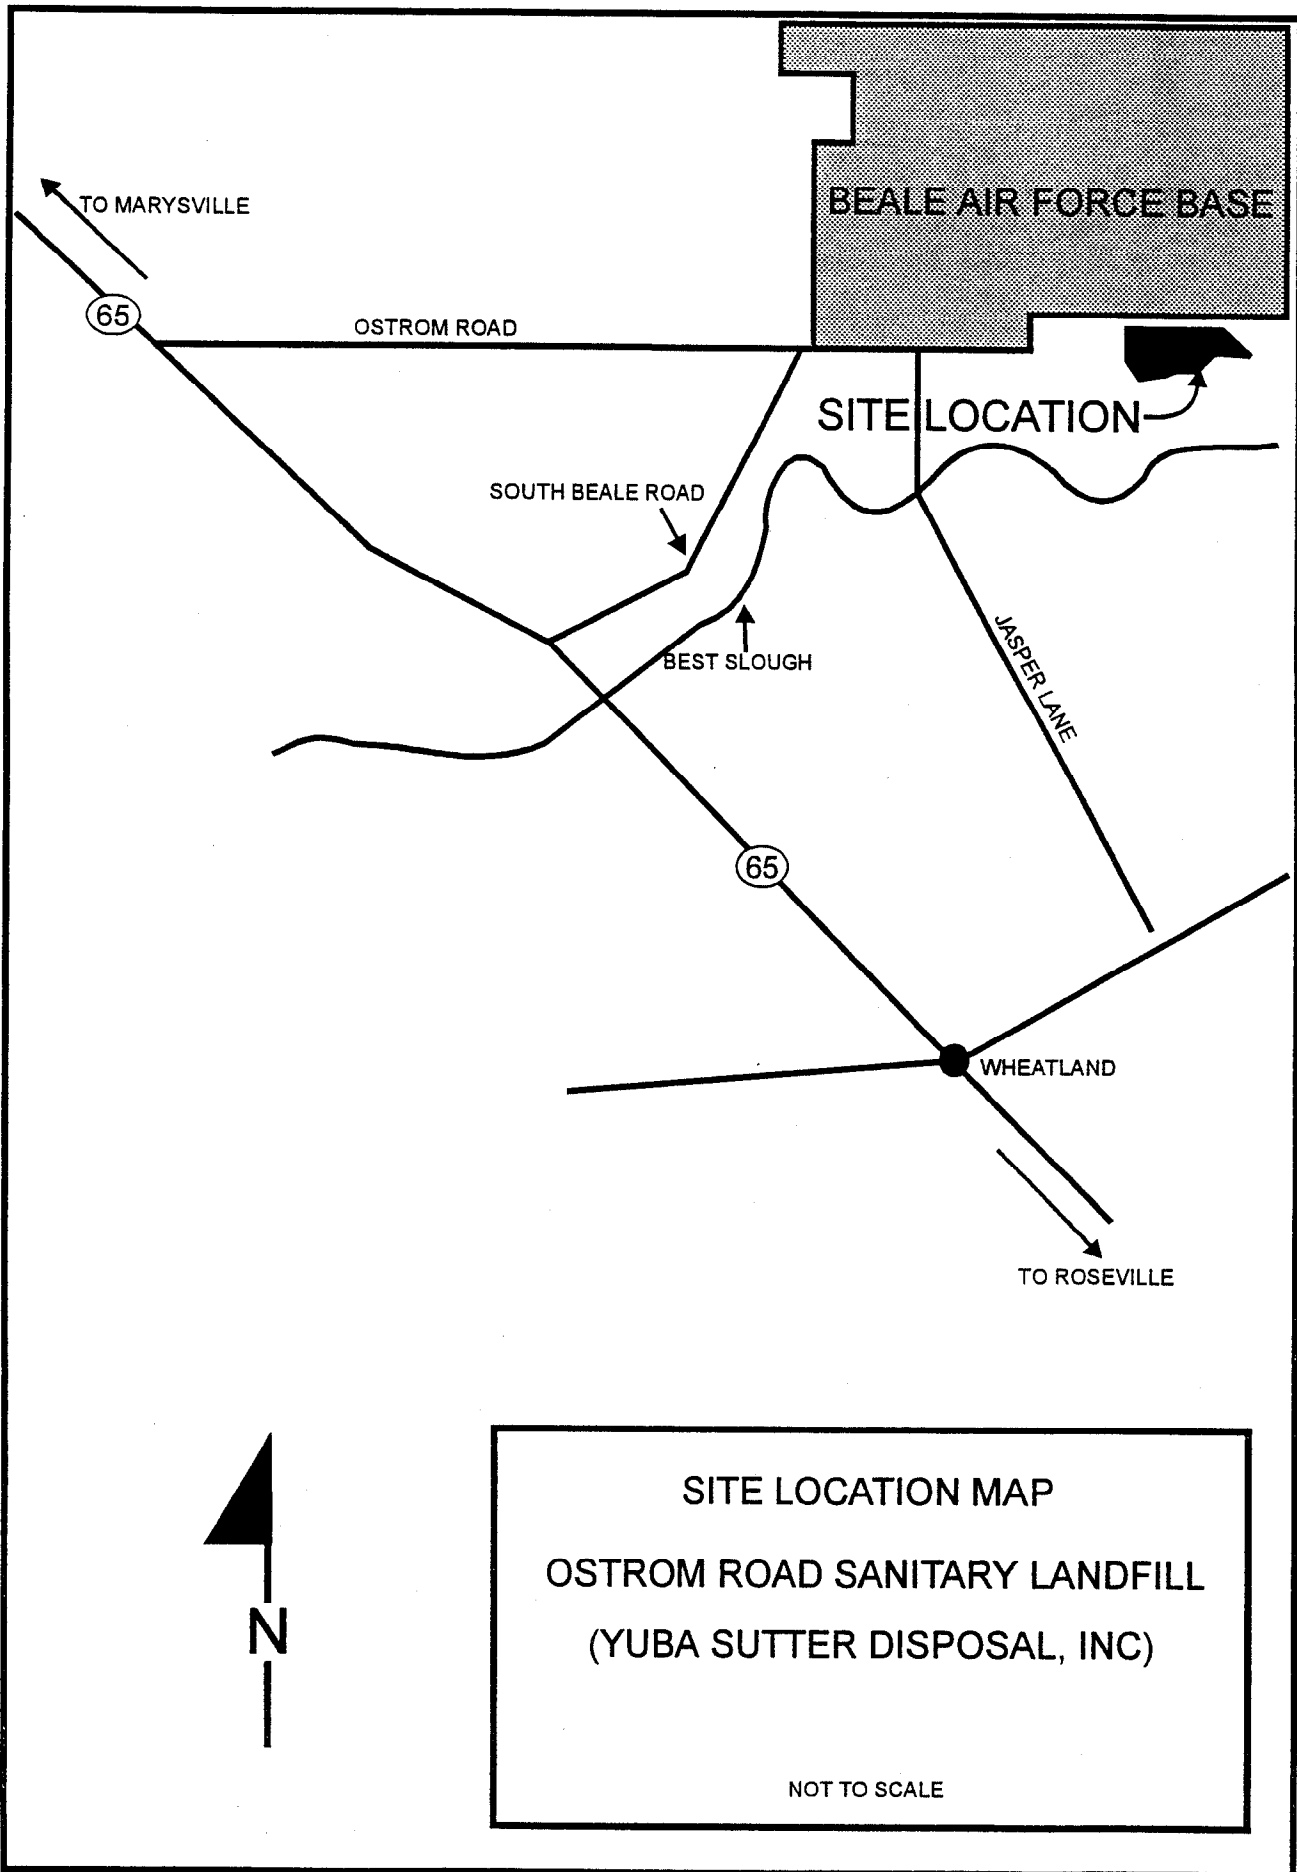 BEALE AIR FORCE BASE
TO MARYSVILLE
65
OSTROM ROAD
SITE LOCATION
SOUTH BEALE ROAD
BEST SLOUGH
JASPER LANE
65
WHEATLAND
TO ROSEVILLE
N
SITE LOCATION MAP
OSTROM ROAD SANITARY LANDFILL
(YUBA SUTTER DISPOSAL, INC)
NOT TO SCALE